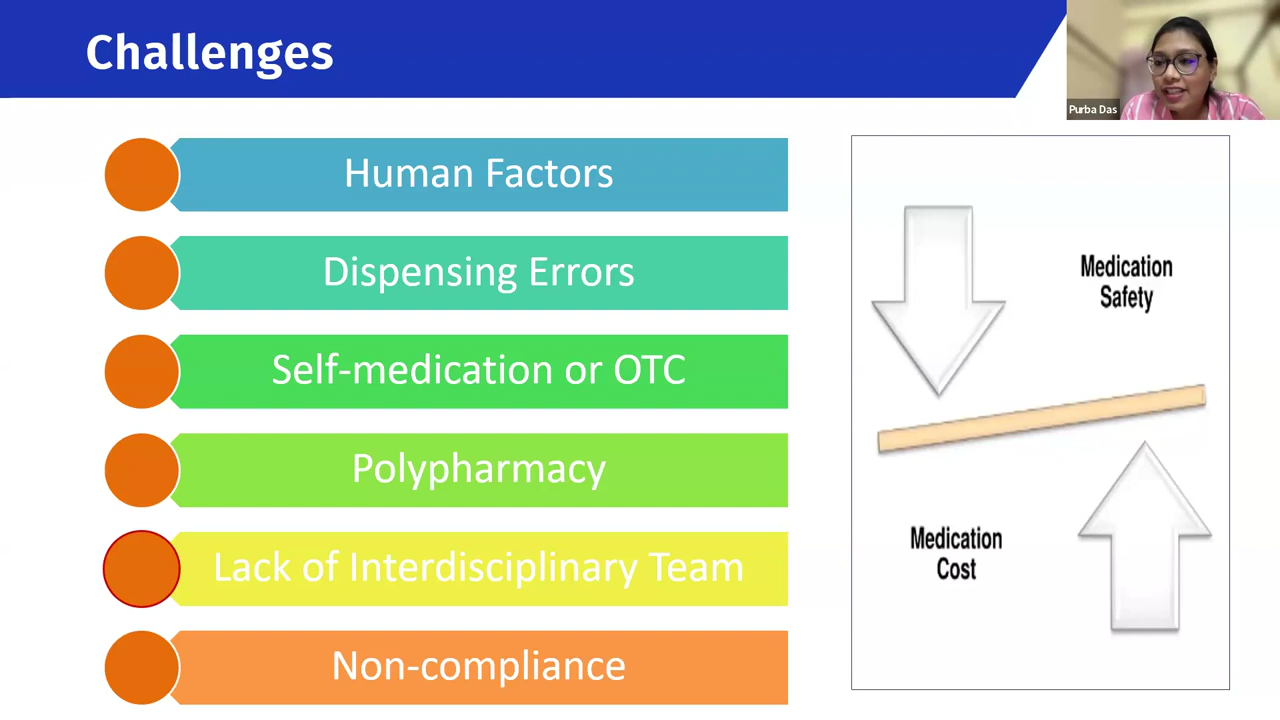 Challenges
Purba Das
Human Factors
Dispensing Errors
Self-medication or OTC
Polypharmacy
Lack of Interdisciplinary Team
Non-compliance
Medication
Safety
Medication
Cost